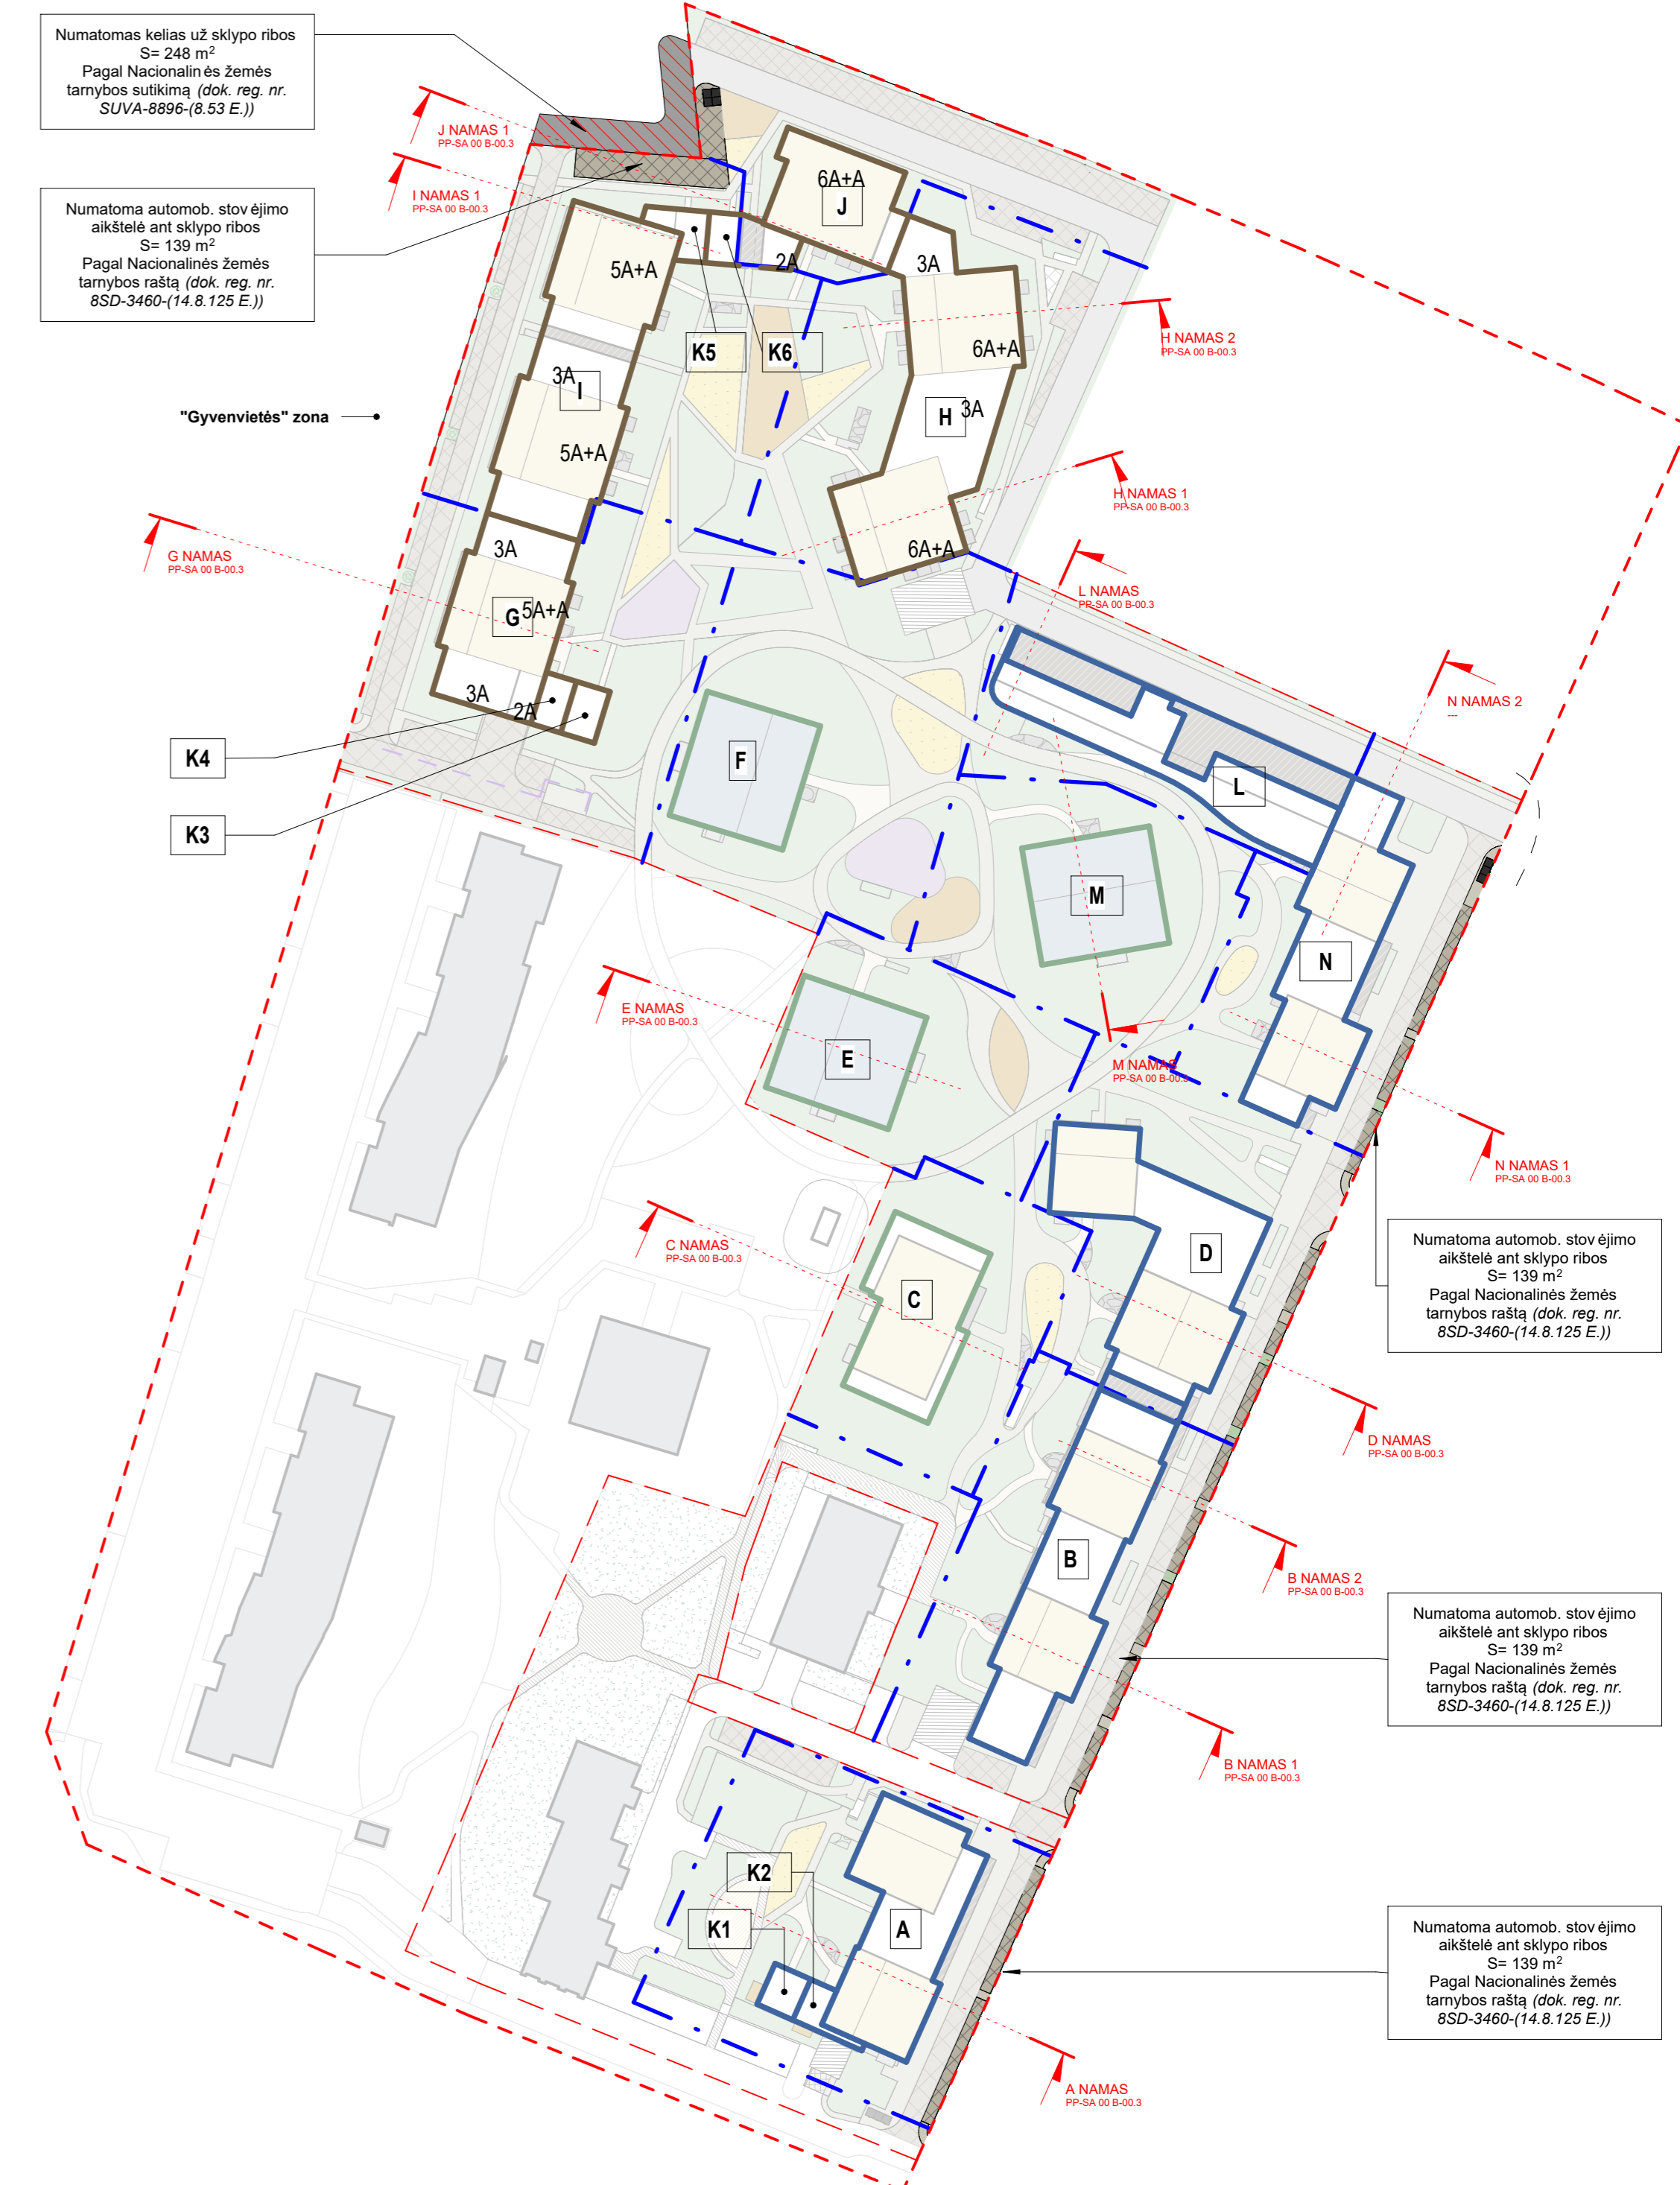 Numatomas kelias už sklypo ribos
S= 248 m²
Pagal Nacionalinės žemės
tarnybos sutikimą (dok. reg. nr.
SUVA-8896-(8.53 E.))
J NAMAS 1
PP-SA 00 B-00.3
I NAMAS 1
PP-SA 00 B-00.3
Numatoma automob. stovėjimo
aikštelė ant sklypo ribos
S= 139 m²
Pagal Nacionalinės žemės
tarnybos raštą (dok. reg. nr.
8SD-3460-(14.8.125 E.))
6A+A
J
5A+A
2A
3A
K5
K6
H NAMAS 2
PP-SA 00 B-00.3
6A+A
3A
I
H
3A
"Gyvenvietės" zona
5A+A
H NAMAS 1
PP-SA 00 B-00.3
G NAMAS
PP-SA 00 B-00.3
3A
6A+A
L NAMAS
PP-SA 00 B-00.3
G
5A+A
3A
2A
N NAMAS 2
---
K4
F
L
K3
M
N
E NAMAS
PP-SA 00 B-00.3
E
M NAMAS
PP-SA 00 B-00.3
N NAMAS 1
PP-SA 00 B-00.3
C NAMAS
PP-SA 00 B-00.3
D
Numatoma automob. stovėjimo
aikštelė ant sklypo ribos
S= 139 m²
Pagal Nacionalinės žemės
tarnybos raštą (dok. reg. nr.
8SD-3460-(14.8.125 E.))
C
D NAMAS
PP-SA 00 B-00.3
B
B NAMAS 2
PP-SA 00 B-00.3
Numatoma automob. stovėjimo
aikštelė ant sklypo ribos
S= 139 m²
Pagal Nacionalinės žemės
tarnybos raštą (dok. reg. nr.
8SD-3460-(14.8.125 E.))
B NAMAS 1
PP-SA 00 B-00.3
K2
K1
A
Numatoma automob. stovėjimo
aikštelė ant sklypo ribos
S= 139 m²
Pagal Nacionalinės žemės
tarnybos raštą (dok. reg. nr.
8SD-3460-(14.8.125 E.))
A NAMAS
PP-SA 00 B-00.3